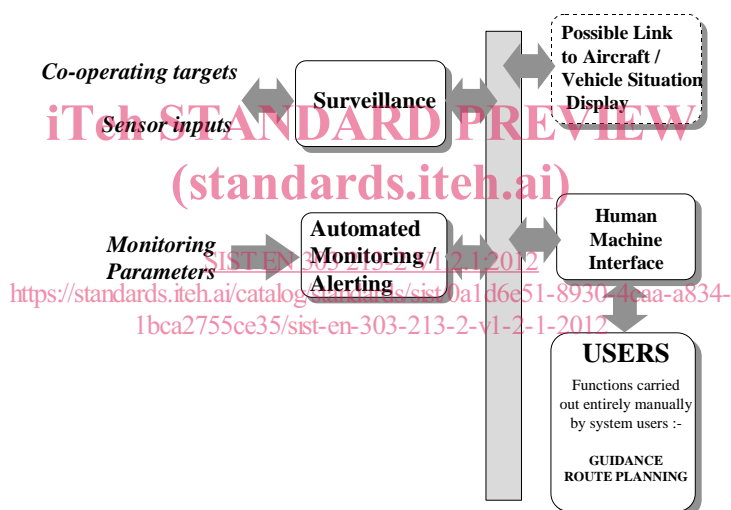 Possible Link
to Aircraft /
Vehicle Situation
Display
Co-operating targets
Sensor inputs
Surveillance
iTeh STANDARD PREVIEW
(standards.iteh.ai)
Monitoring
Parameters
Automated
Monitoring /
Alerting
Human
Machine
Interface
SIST EN 303 213-2 V1.2.1:2012
https://standards.iteh.ai/catalog/standards/sist/0a1d6e51-8930-4eaa-a834-
1bca2755ce35/sist-en-303-213-2-v1-2-1-2012
USERS
Functions carried
out entirely manually
by system users :-
GUIDANCE
ROUTE PLANNING